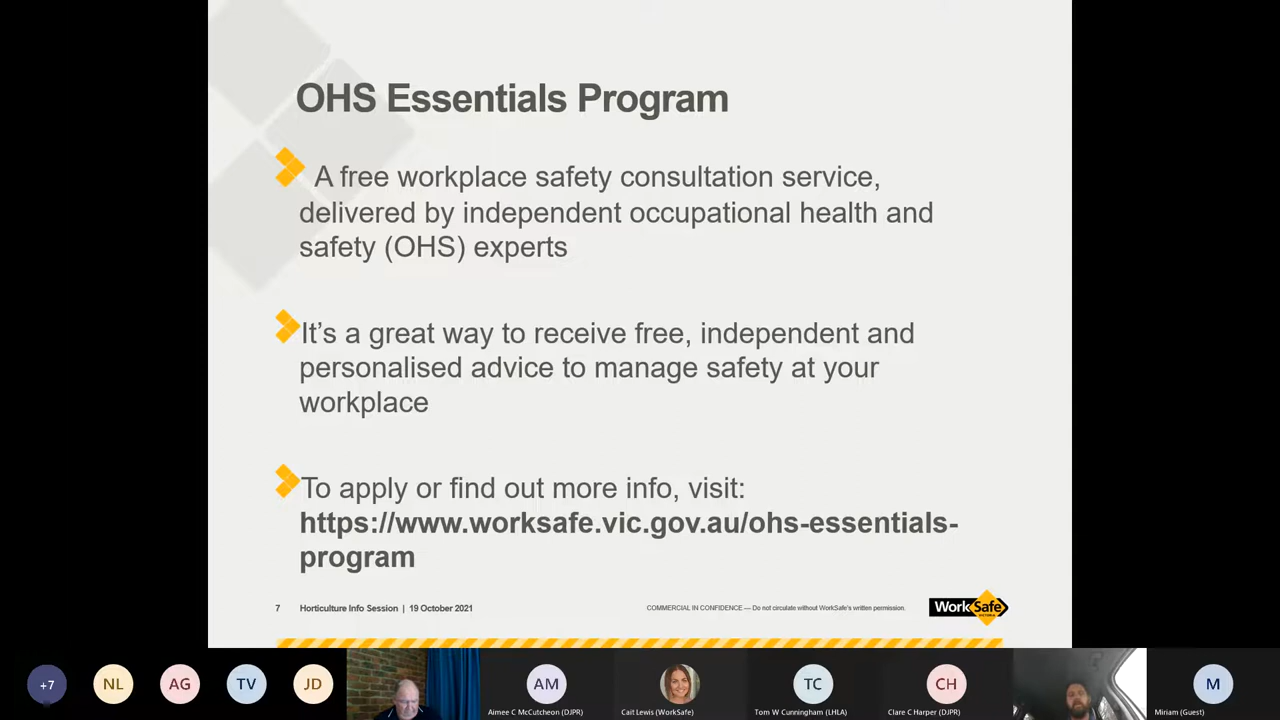 OHS Essentials Program
A free workplace safety consultation service,
delivered by independent occupational health and
safety (OHS) experts
It's a great way to receive free, independent and
personalised advice to manage safety at your
workplace
To apply or find out more info, visit:
https://www.worksafe.vic.gov.au/ohs-essentials-
program
7 Horticulture Info Session | 19 October 2021
COMMERCIAL IN CONFIDENCE — Do not circulate without WorkSafe's written permission.
WorkSafe
VICTORIA
+7
NL
AG
TV
JD
AM
Aimee C McCutcheon (DJPR)
Cait Lewis (WorkSafe)
TC
Tom W Cunningham (LHLA)
CH
Clare C Harper (DJPR)
M
Miriam (Guest)